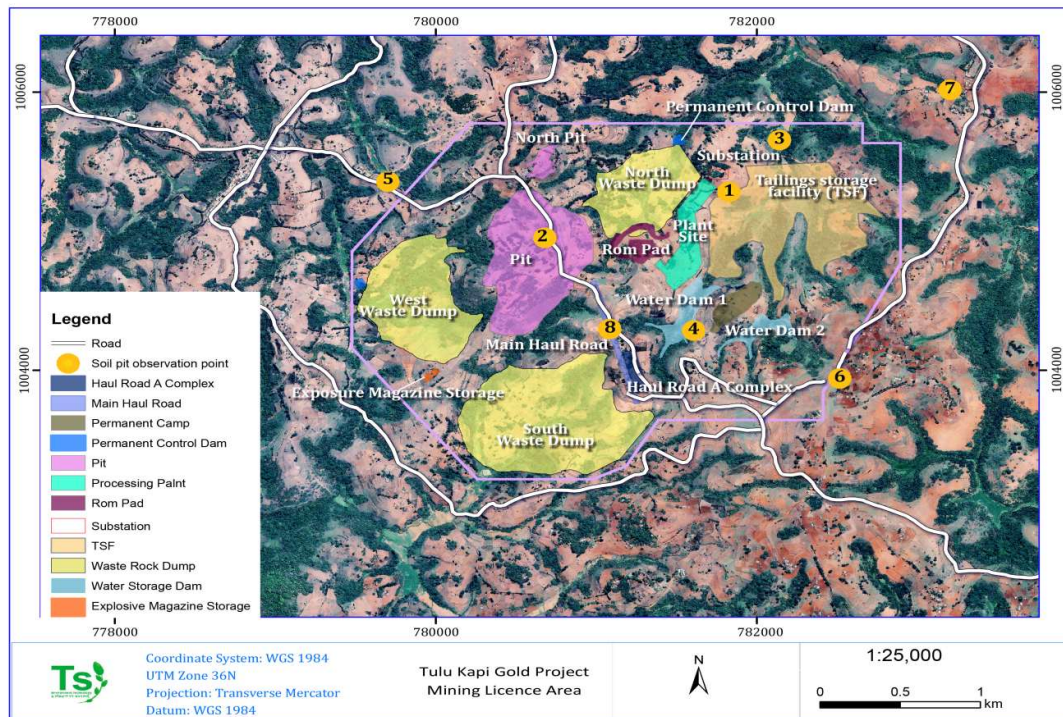 778000
780000
782000
1006000
1006000
1004000
1004000
Permanent Control Dam
7
3
North Pit
Substation
5
North
Waste Dump
1
Tailings storage
facility (TSF)
2
Plant
Site
Rom Pad
Pit
West
Waste Dump
Water Dam 1
8
4
Water Dam 2
Main Haul Road
6
Exposure Magazine Storage
Haul Road A Complex
South
Waste Dump
Legend
Road
Soil pit observation point
Haul Road A Complex
Main Haul Road
Permanent Camp
Permanent Control Dam
Pit
Processing Palnt
Rom Pad
Substation
TSF
Waste Rock Dump
Water Storage Dam
Explosive Magazine Storage
778000
780000
782000
Ts
Coordinate System: WGS 1984
UTM Zone 36N
Projection: Transverse Mercator
Datum: WGS 1984
Tulu Kapi Gold Project
Mining Licence Area
N
1:25,000
0 0.5 1
km